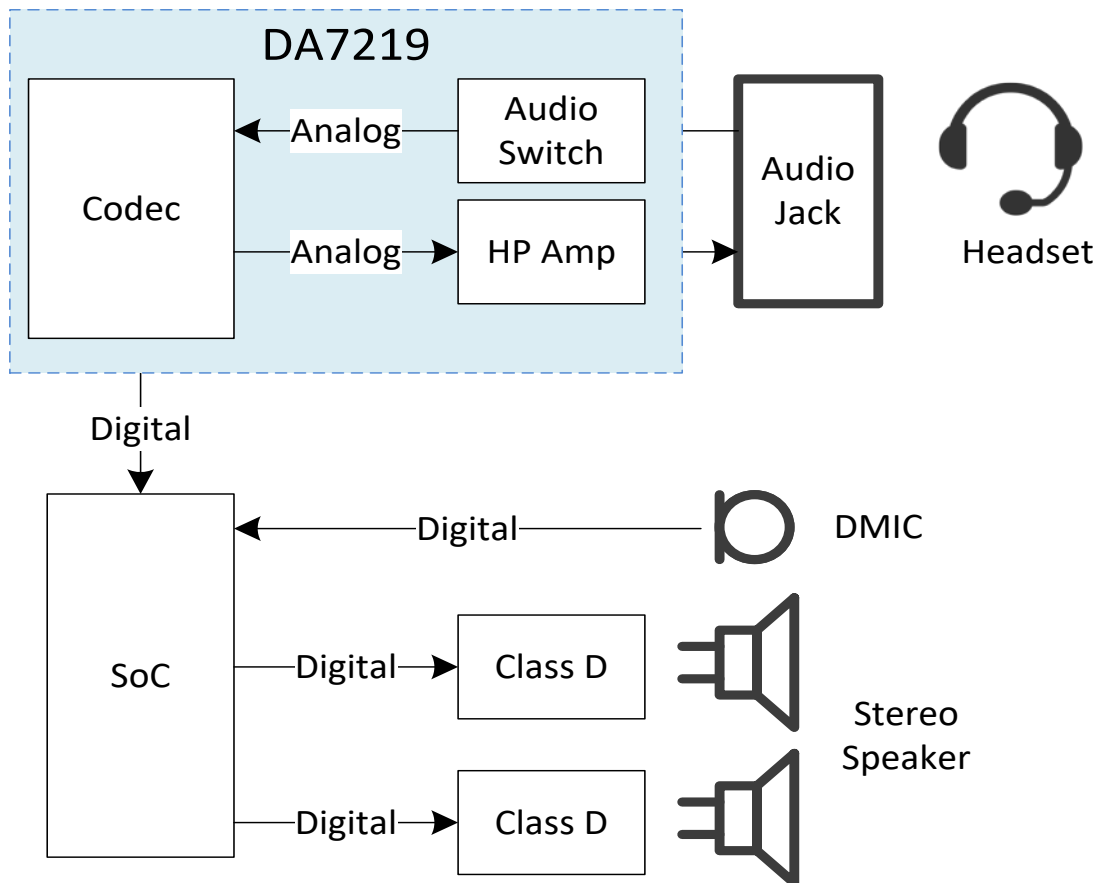 DA7219
Codec
Analog
Audio
Switch
Analog
HP Amp
Audio
Jack
Headset
Digital
SoC
Digital
DMIC
Digital
Class D
Stereo
Speaker
Digital
Class D